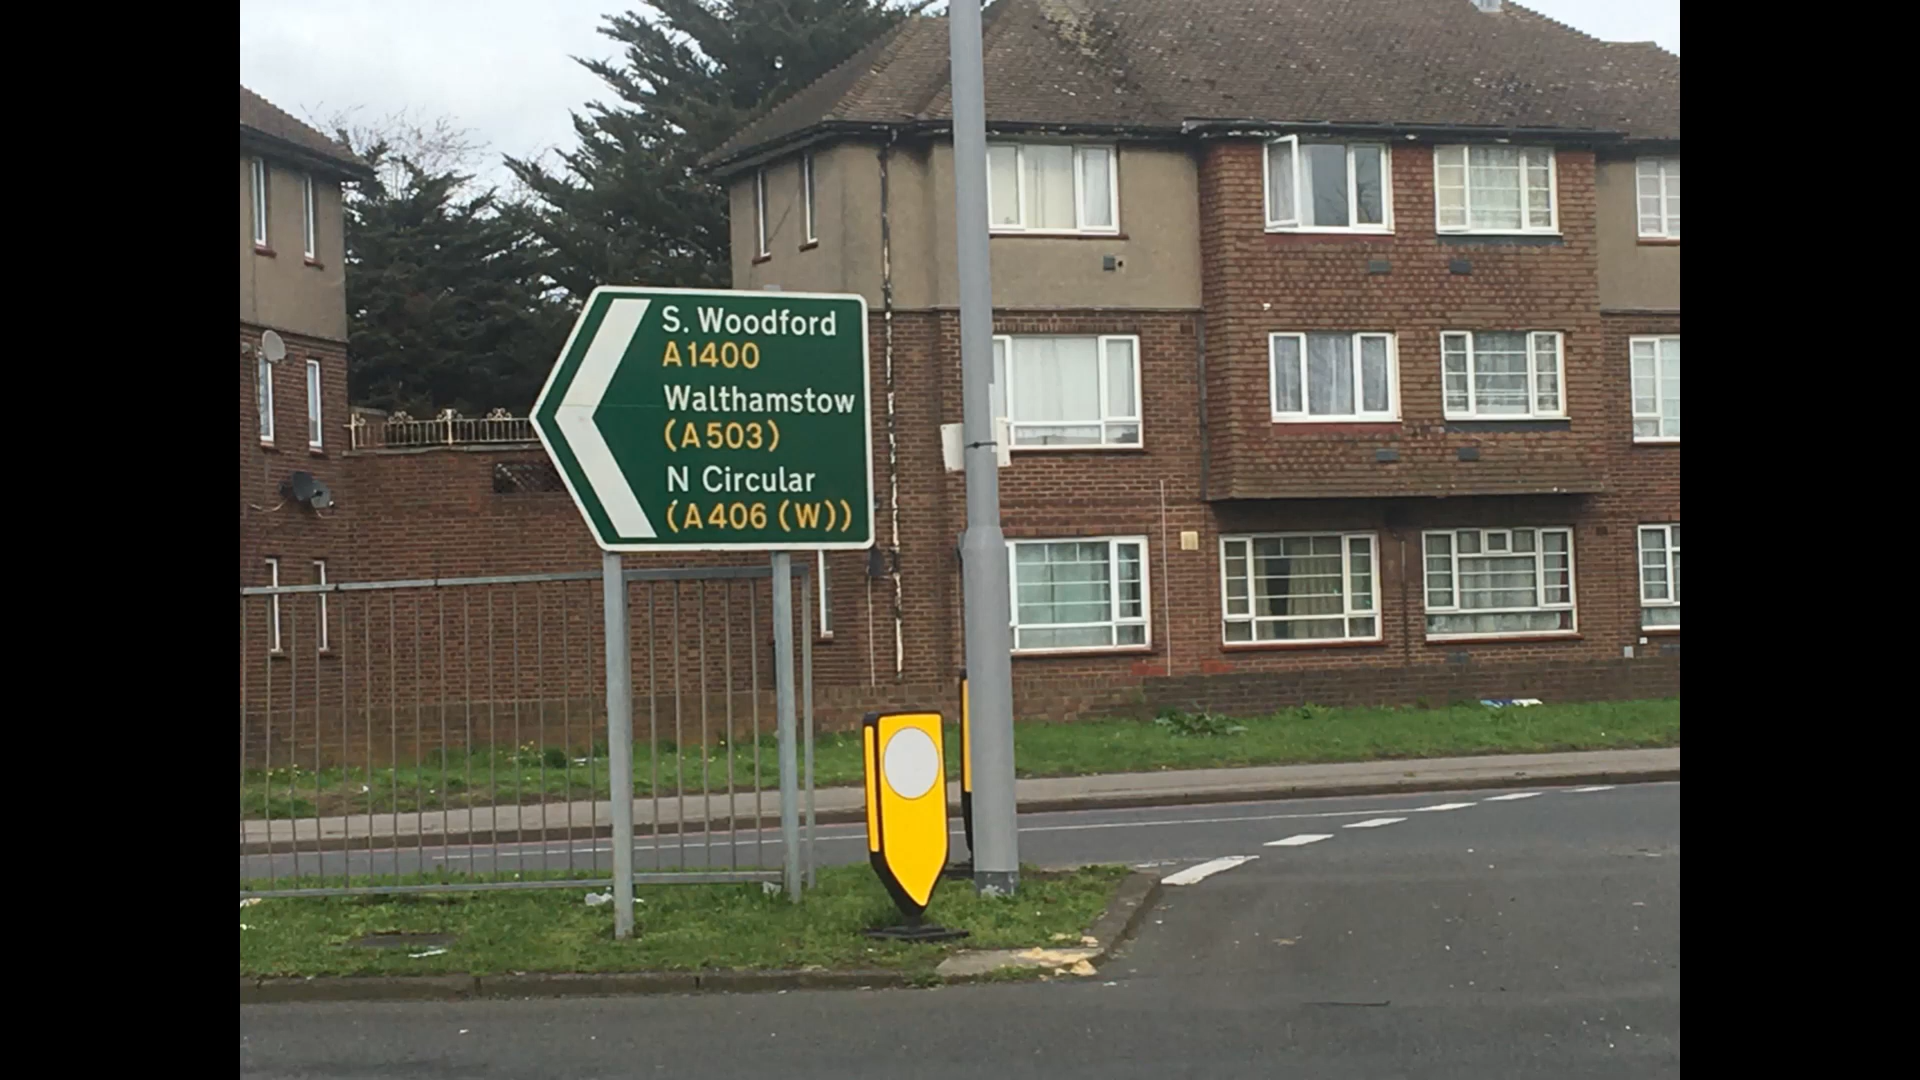 S. Woodford
A1400
Walthamstow
(A503)
N Circular
(A406 (W))